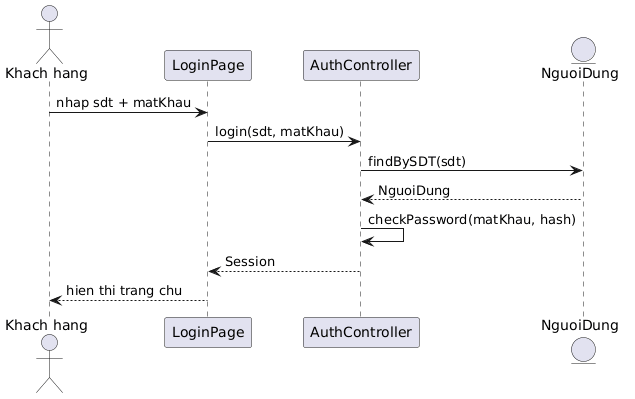 Khach hang
LoginPage
AuthController
NguoiDung
nhap sdt + matKhau
login(sdt, matKhau)
findBySDT(sdt)
NguoiDung
checkPassword(matKhau, hash)
Session
hien thi trang chu
Khach hang
LoginPage
AuthController
NguoiDung